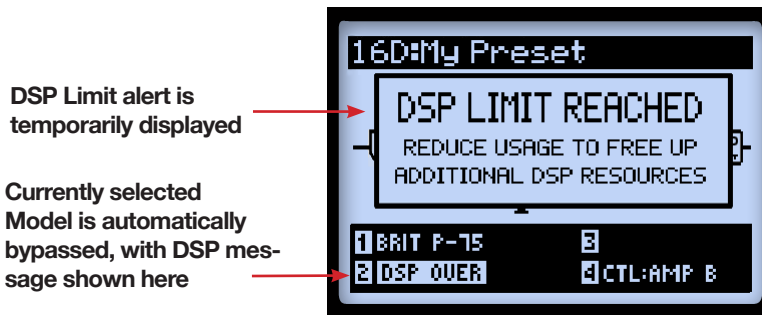 16D:My Preset
DSP Limit alert is
temporarily displayed
DSP LIMIT REACHED
REDUCE USAGE TO FREE UP
ADDITIONAL DSP RESOURCES
Currently selected
Model is automatically
bypassed, with DSP mes-
sage shown here
1 BRIT P-75 3
2 DSP OVER 4 CTL:AMP B